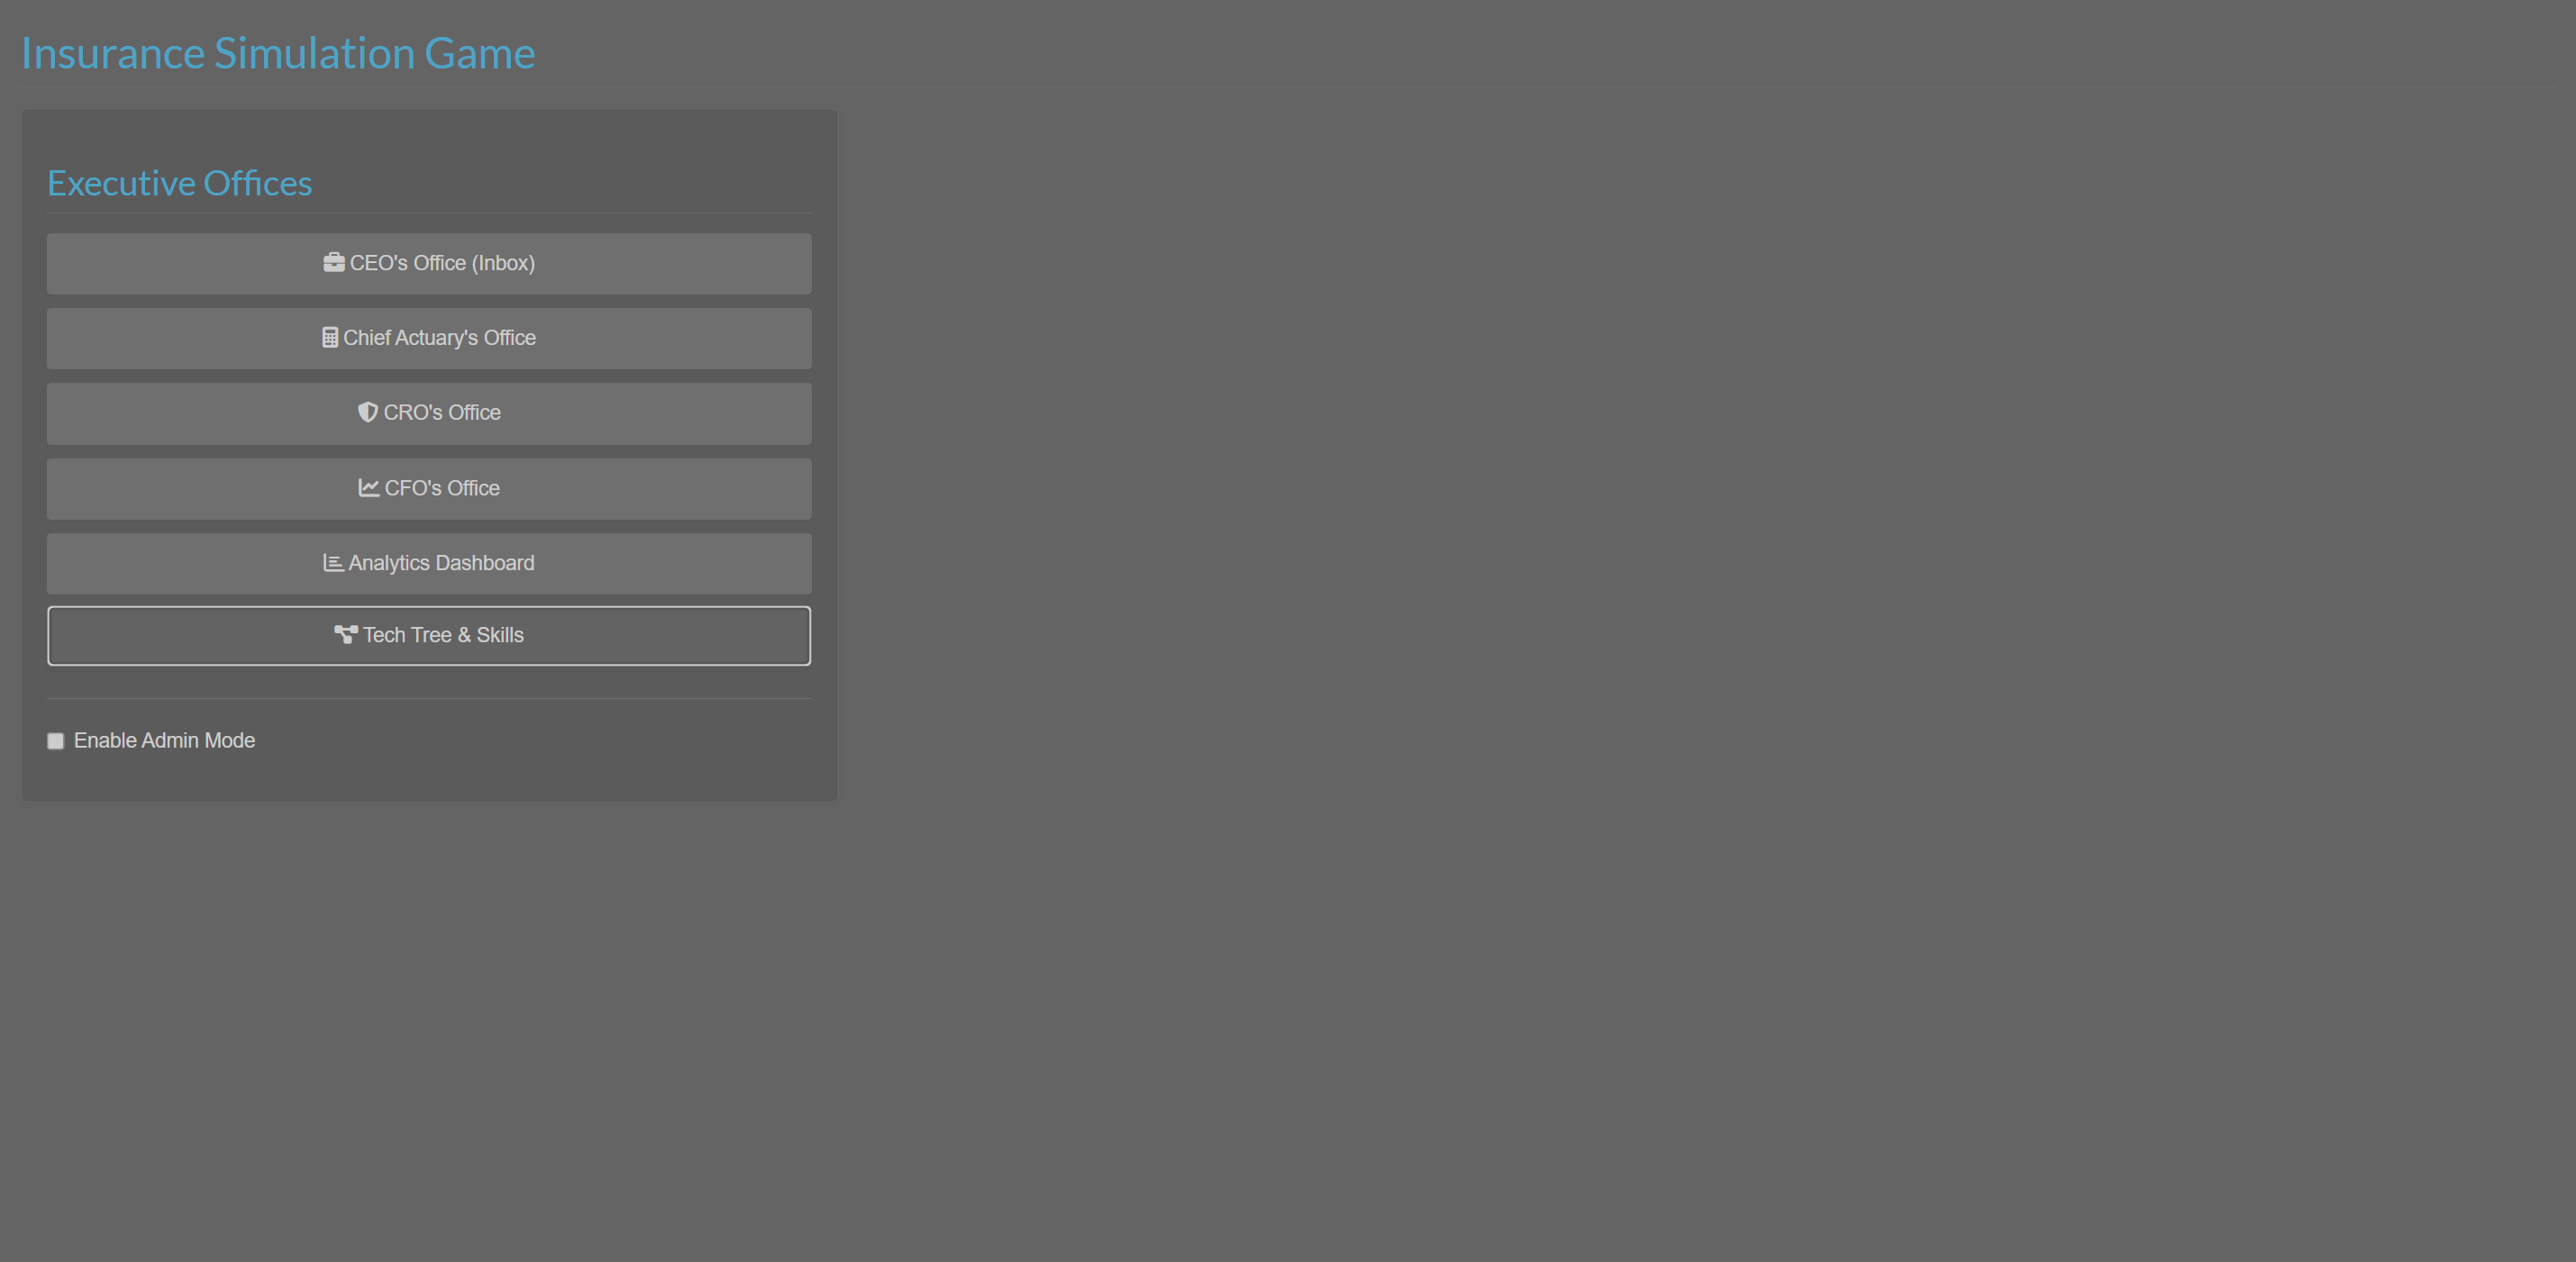 Insurance Simulation Game
Executive Offices
CEO's Office (Inbox)
Chief Actuary's Office
CRO's Office
CFO's Office
Analytics Dashboard
Tech Tree & Skills
Enable Admin Mode